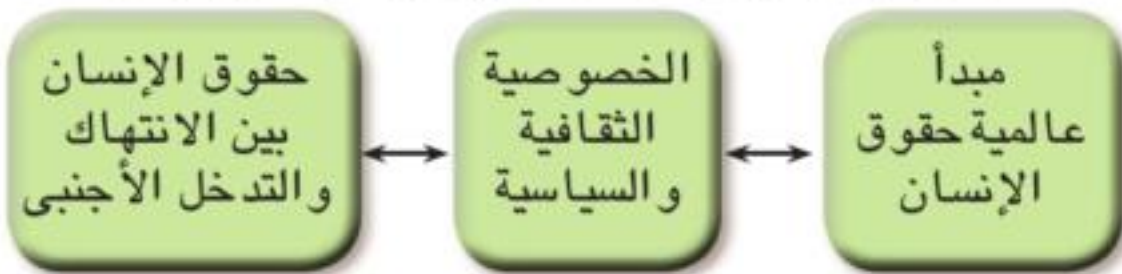 مبدأ
عالمية حقوق
الإنسان
الخصوصية
الثقافية
والسياسية
حقوق الإنسان
بين الانتهاك
والتدخل الأجنبى